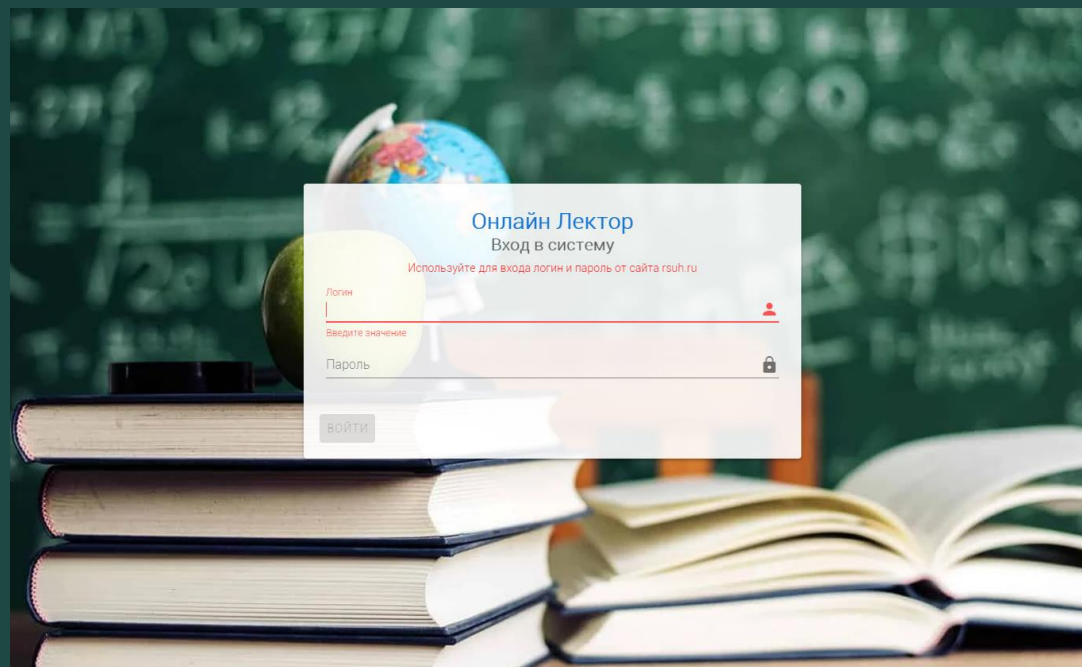 Онлайн Лектор
Вход в систему
Используйте для входа логин и пароль от сайта rsuh.ru
Логин
Введите значение
Пароль
ВОЙТИ